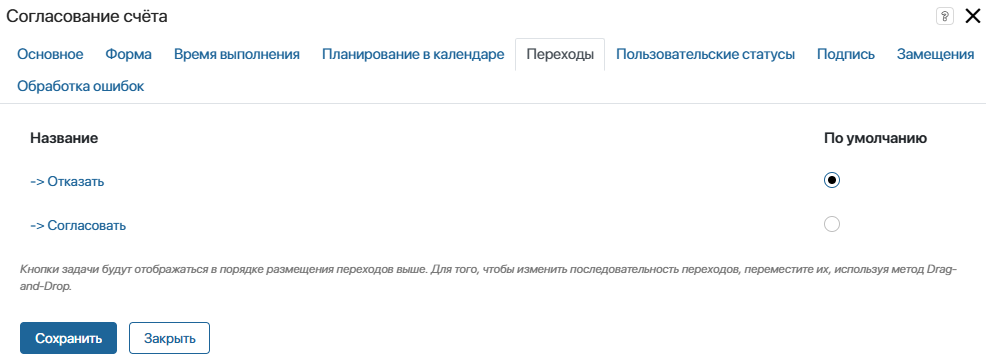 Согласование счёта ?
Основное Форма Время выполнения Планирование в календаре Переходы Пользовательские статусы Подпись Замещения
Обработка ошибок
Название По умолчанию
-> Отказать
-> Согласовать
Кнопки задачи будут отображаться в порядке размещения переходов выше. Для того, чтобы изменить последовательность переходов, переместите их, используя метод Drag-
and-Drop.
Сохранить Закрыть